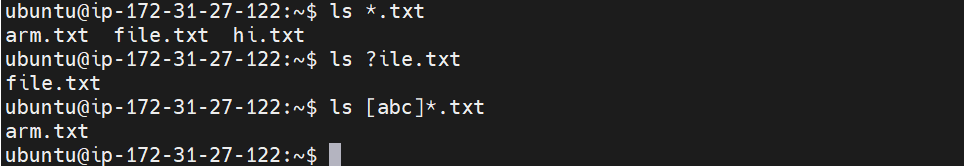 ubuntu@ip-172-31-27-122:~$ ls *.txt
arm.txt  file.txt  hi.txt
ubuntu@ip-172-31-27-122:~$ ls ?ile.txt
file.txt
ubuntu@ip-172-31-27-122:~$ ls [abc]*.txt
arm.txt
ubuntu@ip-172-31-27-122:~$